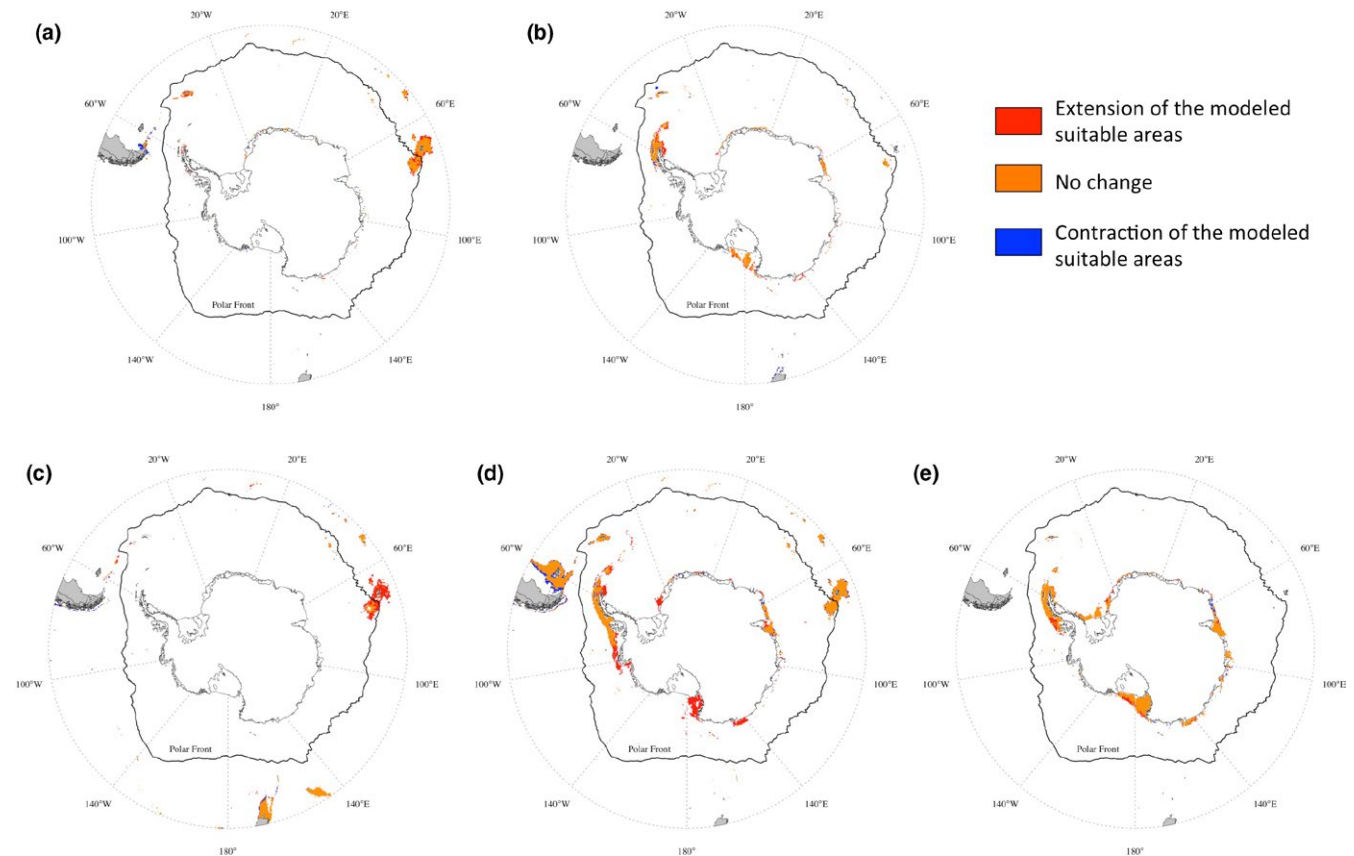 (a)
20°W
20°E
60°W
60°E
100°W
100°E
Polar Front
140°W
140°E
180°
(b)
20°W
20°E
60°W
60°E
100°W
100°E
Polar Front
140°W
140°E
180°
Extension of the modeled
suitable areas
No change
Contraction of the modeled
suitable areas
(c)
20°W
20°E
60°W
60°E
100°W
100°E
Polar Front
140°W
140°E
180°
(d)
20°W
20°E
60°W
60°E
100°W
100°E
Polar Front
140°W
140°E
180°
(e)
20°W
20°E
60°W
60°E
100°W
100°E
Polar Front
140°W
140°E
180°